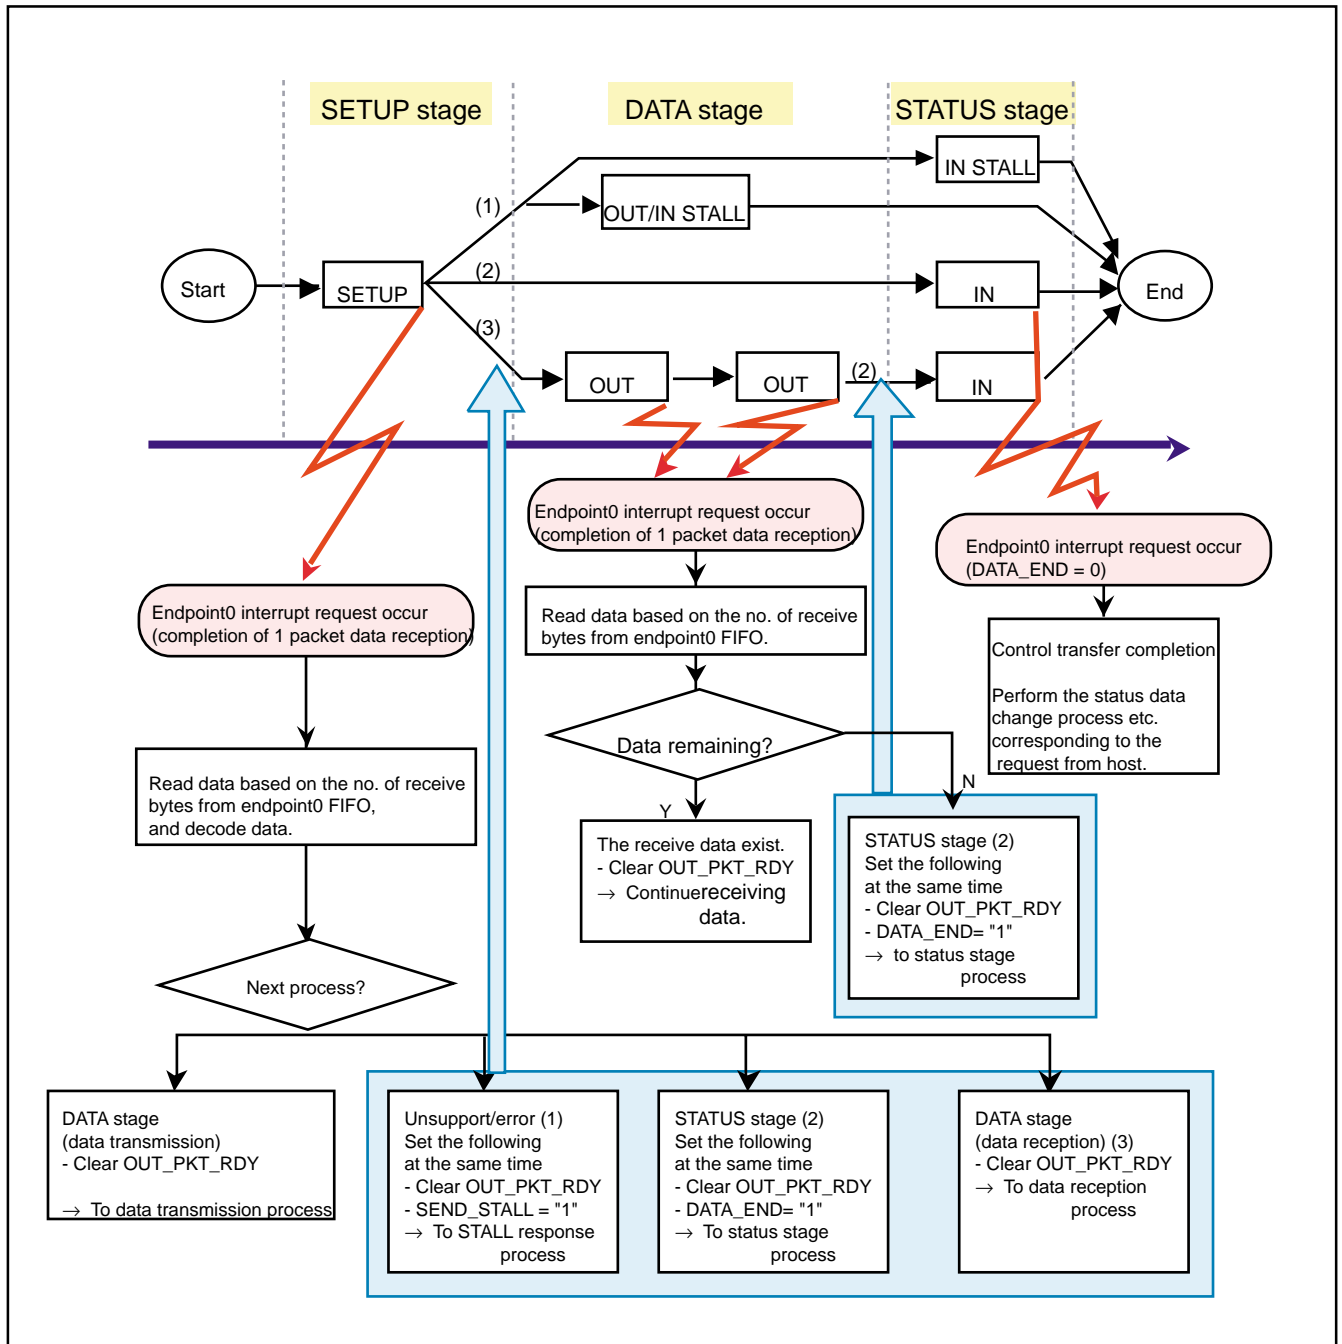 SETUP stage
DATA stage
STATUS stage
IN STALL
(1)
OUT/IN STALL
(2)
Start
SETUP
IN
End
(3)
OUT
OUT
(2)
IN
Endpoint0 interrupt request occur
(completion of 1 packet data reception)
Endpoint0 interrupt request occur
(DATA_END = 0)
Endpoint0 interrupt request occur
(completion of 1 packet data reception)
Read data based on the no. of receive
bytes from endpoint0 FIFO.
Control transfer completion
Perform the status data
change process etc.
corresponding to the
request from host.
Data remaining?
N
Y
Read data based on the no. of receive
bytes from endpoint0 FIFO,
and decode data.
The receive data exist.
- Clear OUT_PKT_RDY
→ Continuereceiving
data.
STATUS stage (2)
Set the following
at the same time
- Clear OUT_PKT_RDY
- DATA_END= "1"
→ to status stage
process
Next process?
DATA stage
(data transmission)
- Clear OUT_PKT_RDY
→ To data transmission process
Unsupport/error (1)
Set the following
at the same time
- Clear OUT_PKT_RDY
- SEND_STALL = "1"
→ To STALL response
process
STATUS stage (2)
Set the following
at the same time
- Clear OUT_PKT_RDY
- DATA_END= "1"
→ To status stage
process
DATA stage
(data reception) (3)
- Clear OUT_PKT_RDY
→ To data reception
process